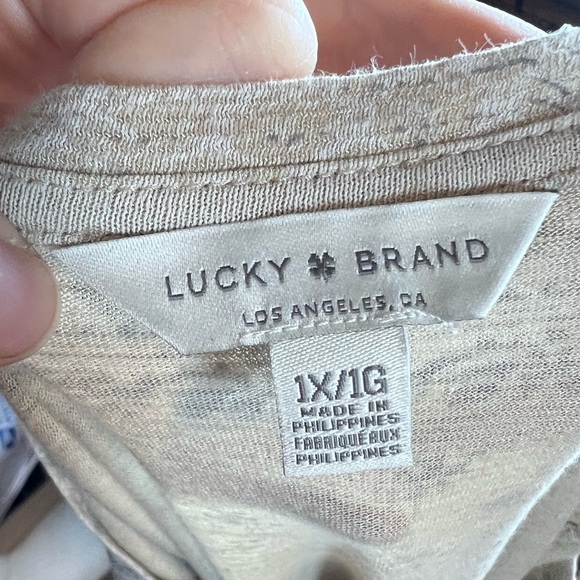 LUCKY BRAND
LOS ANGELES, CA
1X/1G
MADE IN
PHILIPPINES
FABRIQUÉ AUX
PHILIPPINES